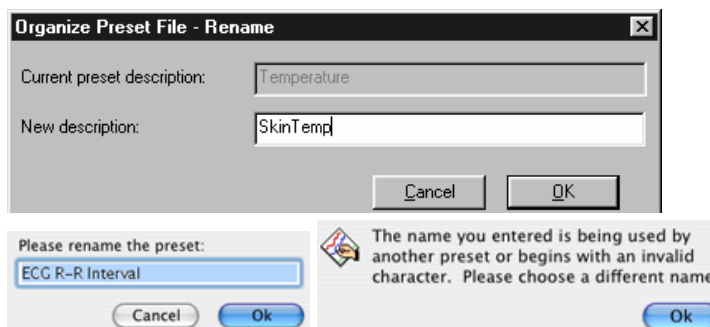 Organize Preset File - Rename
Current preset description: Temperature
New description: SkinTemp
Cancel OK
Please rename the preset:
ECG R-R Interval
Cancel Ok
The name you entered is being used by
another preset or begins with an invalid
character. Please choose a different name
Ok